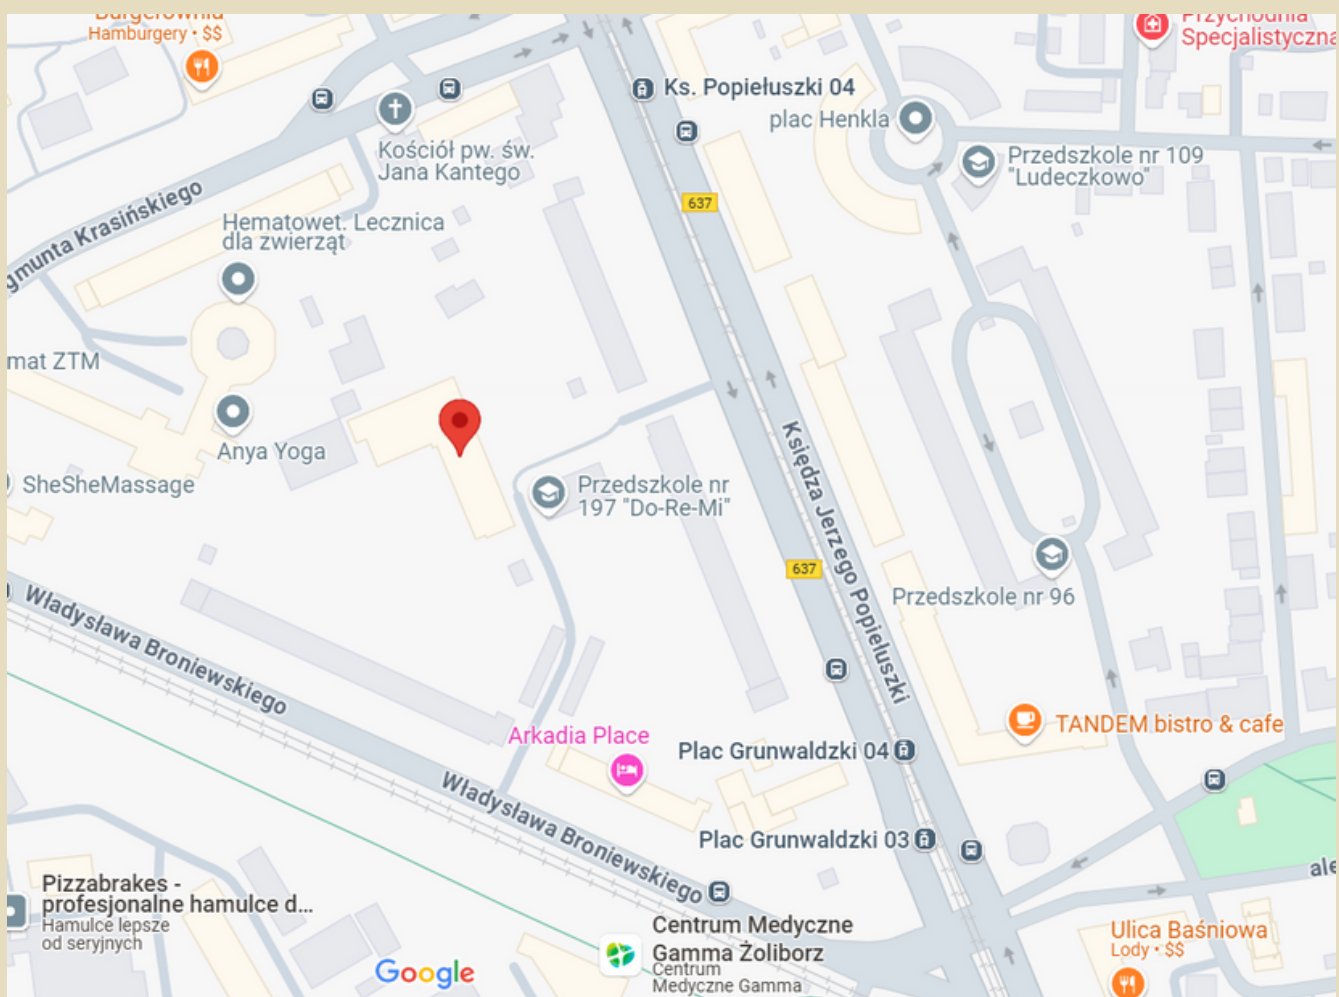 Burgerownia
Hamburgery • $$
Przychodnia
Specjalistyczna
Ks. Popiełuszki 04
plac Henkla
Kościół pw. św.
Jana Kantego
Przedszkole nr 109
"Ludeczkowo"
637
gmunta Krasińskiego
Hematowet. Lecznica
dla zwierząt
mat ZTM
Anya Yoga
SheSheMassage
Przedszkole nr
197 "Do-Re-Mi"
Księdza Jerzego Popiełuszki
637
Przedszkole nr 96
Władysława Broniewskiego
Arkadia Place
TANDEM bistro & cafe
Plac Grunwaldzki 04
Władysława Broniewskiego
Plac Grunwaldzki 03
ale
Pizzabrakes -
profesjonalne hamulce d...
Hamulce lepsze
od seryjnych
Centrum Medyczne
Gamma Żoliborz
Centrum
Medyczne Gamma
Ulica Baśniowa
Lody • $$
Google